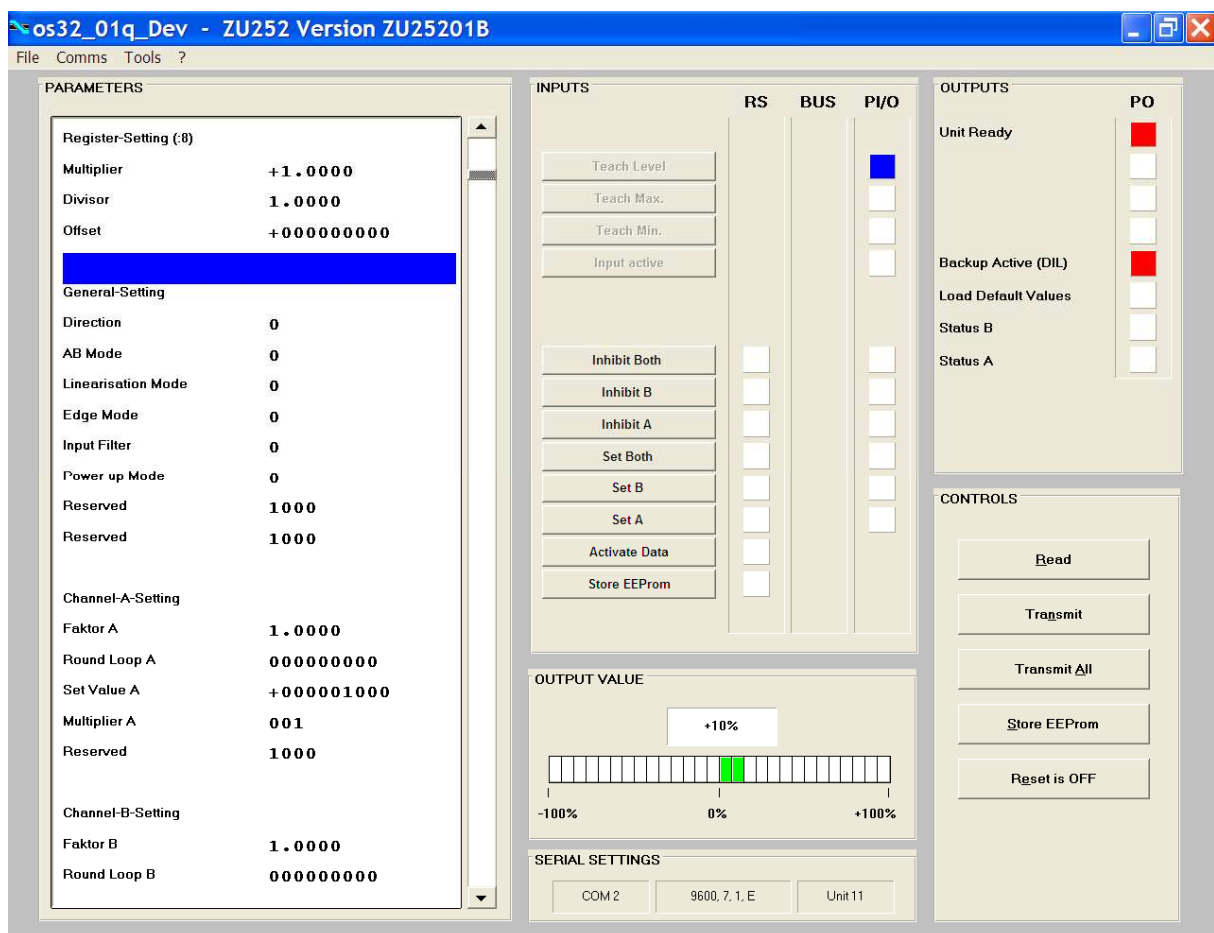 os32_01q_Dev - ZU252 Version ZU25201B
File Comms Tools ?
PARAMETERS
Register-Setting (:8)
Multiplier +1.0000
Divisor 1.0000
Offset +000000000
General-Setting
Direction 0
AB Mode 0
Linearisation Mode 0
Edge Mode 0
Input Filter 0
Power up Mode 0
Reserved 1000
Reserved 1000
Channel-A-Setting
Faktor A 1.0000
Round Loop A 000000000
Set Value A +000001000
Multiplier A 001
Reserved 1000
Channel-B-Setting
Faktor B 1.0000
Round Loop B 000000000
INPUTS
RS BUS PI/O
Teach Level
Teach Max.
Teach Min.
Input active
Inhibit Both
Inhibit B
Inhibit A
Set Both
Set B
Set A
Activate Data
Store EEProm
OUTPUT VALUE
+10%
-100% 0% +100%
SERIAL SETTINGS
COM 2 9600, 7, 1, E Unit 11
OUTPUTS
PO
Unit Ready
Backup Active (DIL)
Load Default Values
Status B
Status A
CONTROLS
Read
Transmit
Transmit All
Store EEProm
Reset is OFF